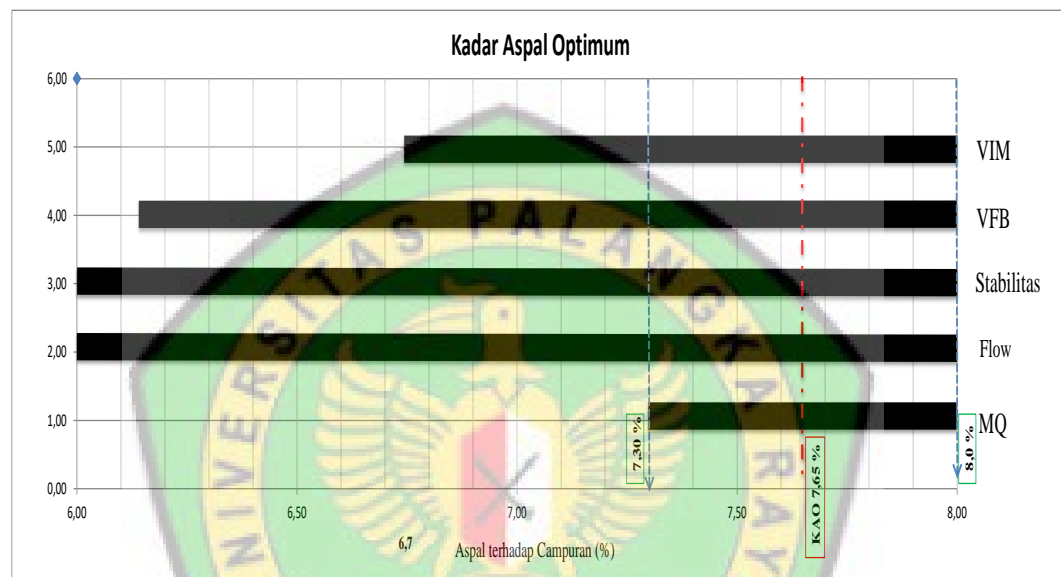 Kadar Aspal Optimum
6,00
5,00
VIM
4,00
VFB
3,00
Stabilitas
2,00
Flow
1,00
MQ
0,00
7,30 %
KAO 7,65 %
8,0 %
6,00
6,50
7,00
7,50
8,00
6,7
Aspal terhadap Campuran (%)
UNIVERSITAS PALANGKA RAY